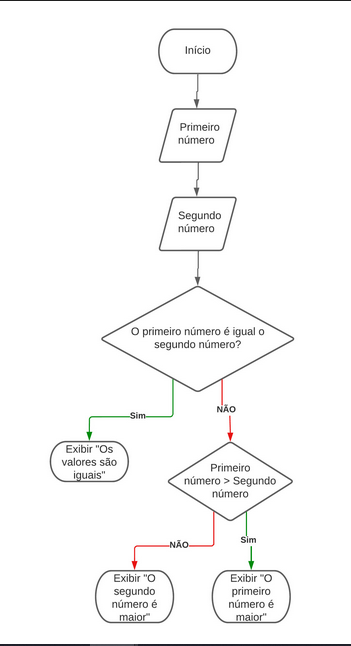 Início
Primeiro
número
Segundo
número
O primeiro número é igual o
segundo número?
Sim
NÃO
Exibir "Os
valores são
iguais"
Primeiro
número > Segundo
número
NÃO
Sim
Exibir "O
segundo
número é
maior"
Exibir "O
primeiro
número é
maior"